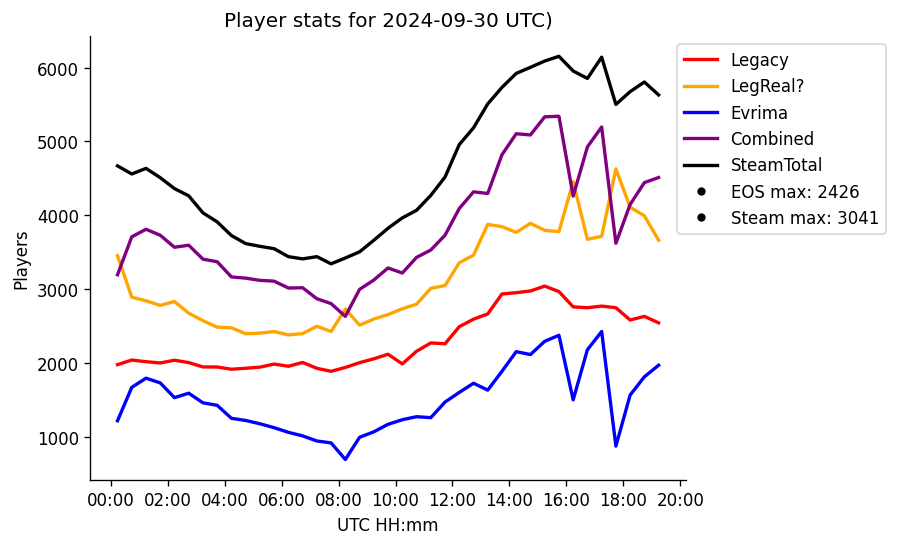 Player stats for 2024-09-30 UTC)
Legacy
LegReal?
Evrima
Combined
SteamTotal
EOS max: 2426
Steam max: 3041
Players
6000
5000
4000
3000
2000
1000
00:00 02:00 04:00 06:00 08:00 10:00 12:00 14:00 16:00 18:00 20:00
UTC HH:mm